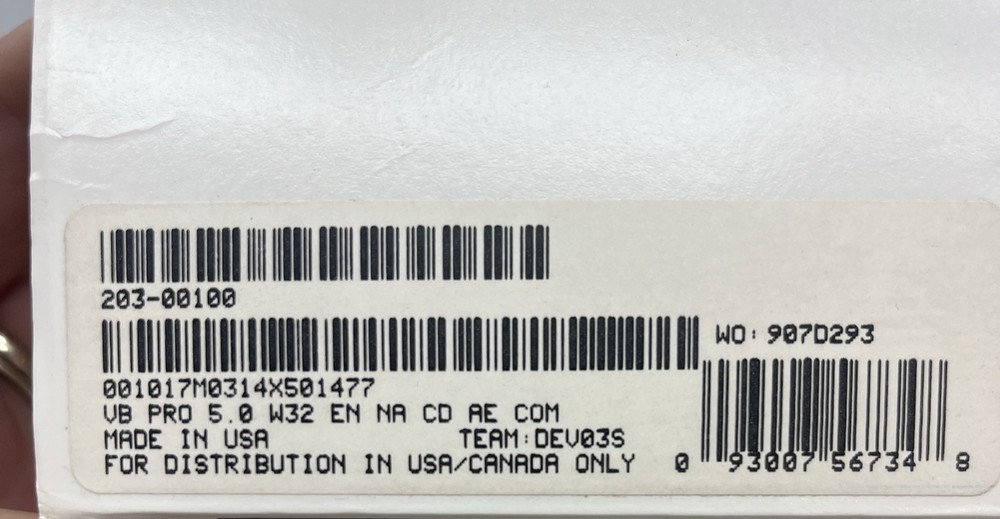 203-00100
WO: 907D293
001017M0314X501477
VB PRO 5.0 W32 EN NA CD AE COM
MADE IN USA TEAM:DEV03S
FOR DISTRIBUTION IN USA/CANADA ONLY
0 93007 56734 8